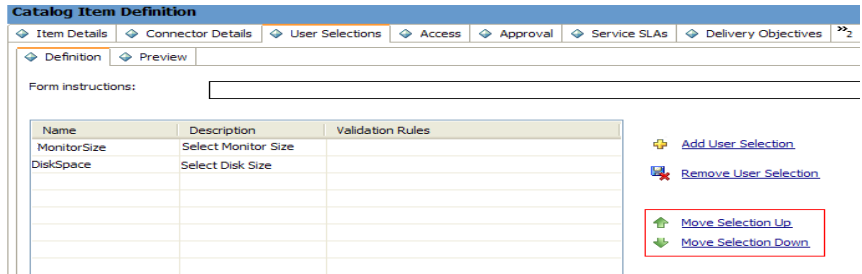 Catalog Item Definition
Item Details Connector Details User Selections Access Approval Service SLAs Delivery Objectives »2
Definition Preview
Form instructions:
Name Description Validation Rules
MonitorSize Select Monitor Size
DiskSpace Select Disk Size
Add User Selection
Remove User Selection
Move Selection Up
Move Selection Down